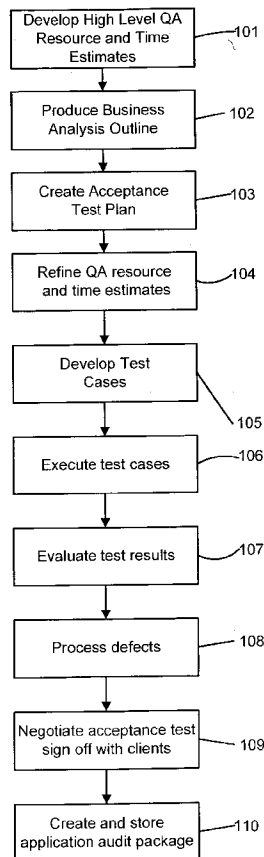 Develop High Level QA
Resource and Time
Estimates
101
Produce Business
Analysis Outline
102
Create Acceptance
Test Plan
103
Refine QA resource
and time estimates
104
Develop Test
Cases
105
Execute test cases
106
Evaluate test results
107
Process defects
108
Negotiate acceptance test
sign off with clients
109
Create and store
application audit package
110